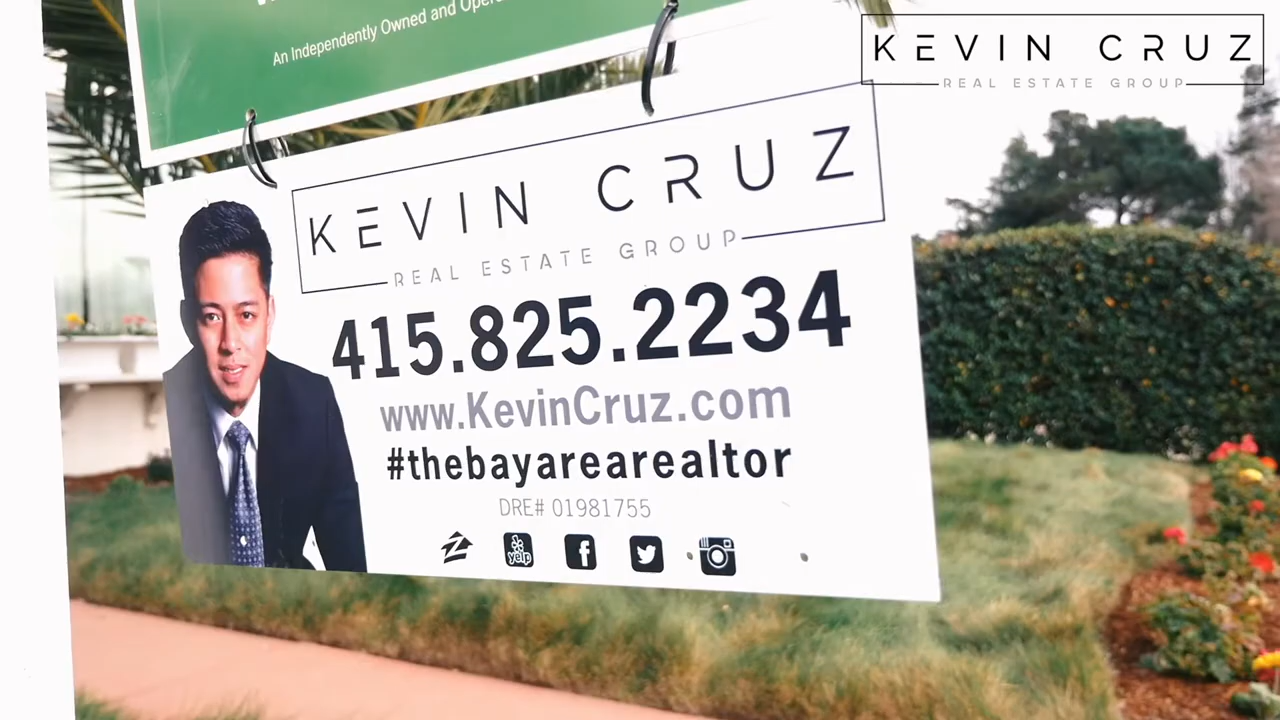 An Independently Owned and
KEVIN CRUZ
REAL ESTATE GROUP
KEVIN CRUZ
REAL ESTATE GROUP
415.825.2234
www.KevinCruz.com
#thebayarearealtor
DRE# 01981755
yelp